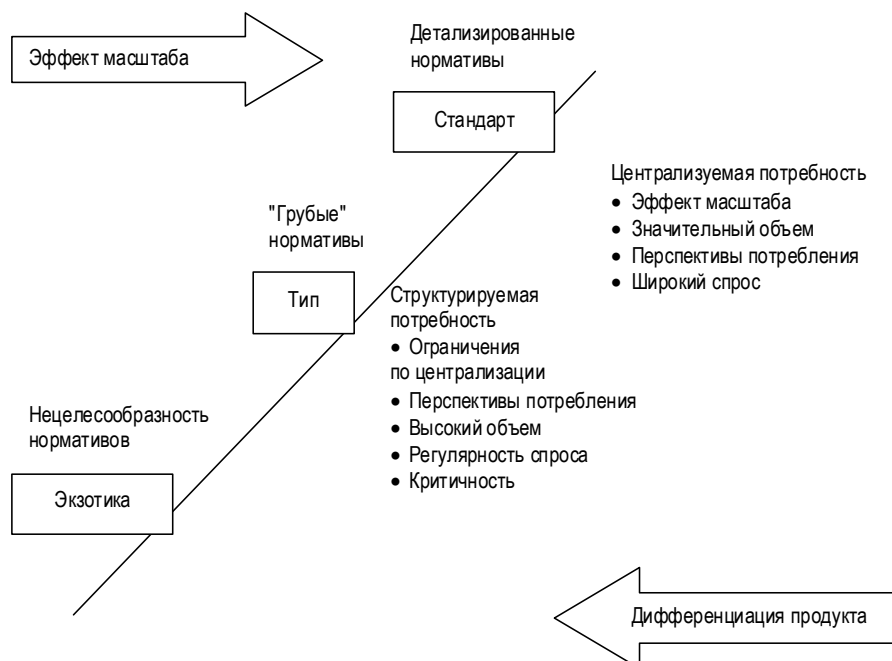 Эффект масштаба
Детализированные
нормативы
Стандарт
Централизуемая потребность
• Эффект масштаба
• Значительный объем
• Перспективы потребления
• Широкий спрос
"Грубые"
нормативы
Тип
Структурируемая
потребность
• Ограничения
по централизации
• Перспективы потребления
• Высокий объем
• Регулярность спроса
• Критичность
Нецелесообразность
нормативов
Экзотика
Дифференциация продукта